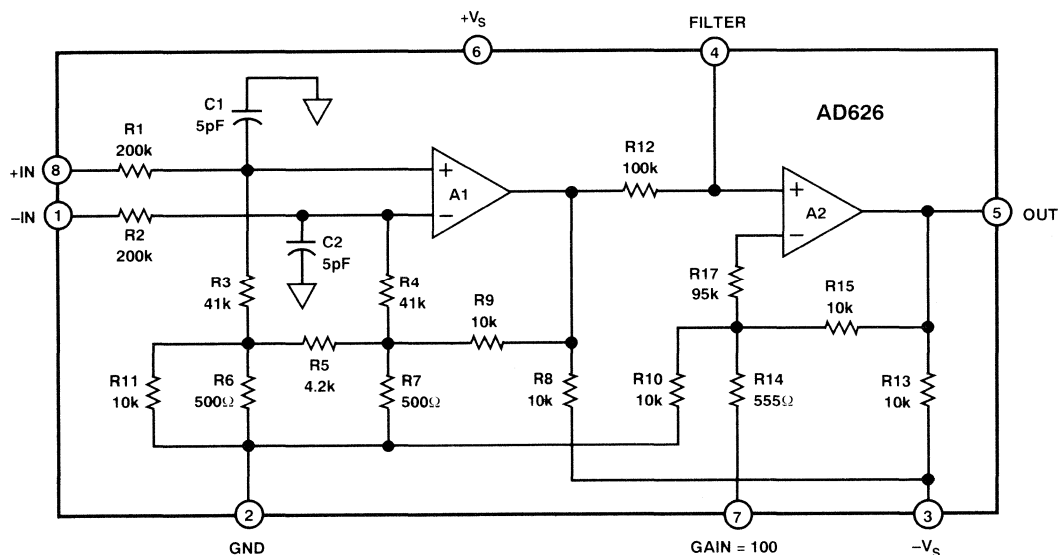 +VS
6
FILTER
4
AD626
C1
5pF
R1
200k
R12
100k
+IN
8
+
A1
−
+
A2
−
–IN
1
R2
200k
C2
5pF
5
OUT
R3
41k
R4
41k
R9
10k
R17
95k
R15
10k
R5
4.2k
R11
10k
R6
500Ω
R7
500Ω
R8
10k
R10
10k
R14
555Ω
R13
10k
2
GND
7
GAIN = 100
3
–VS